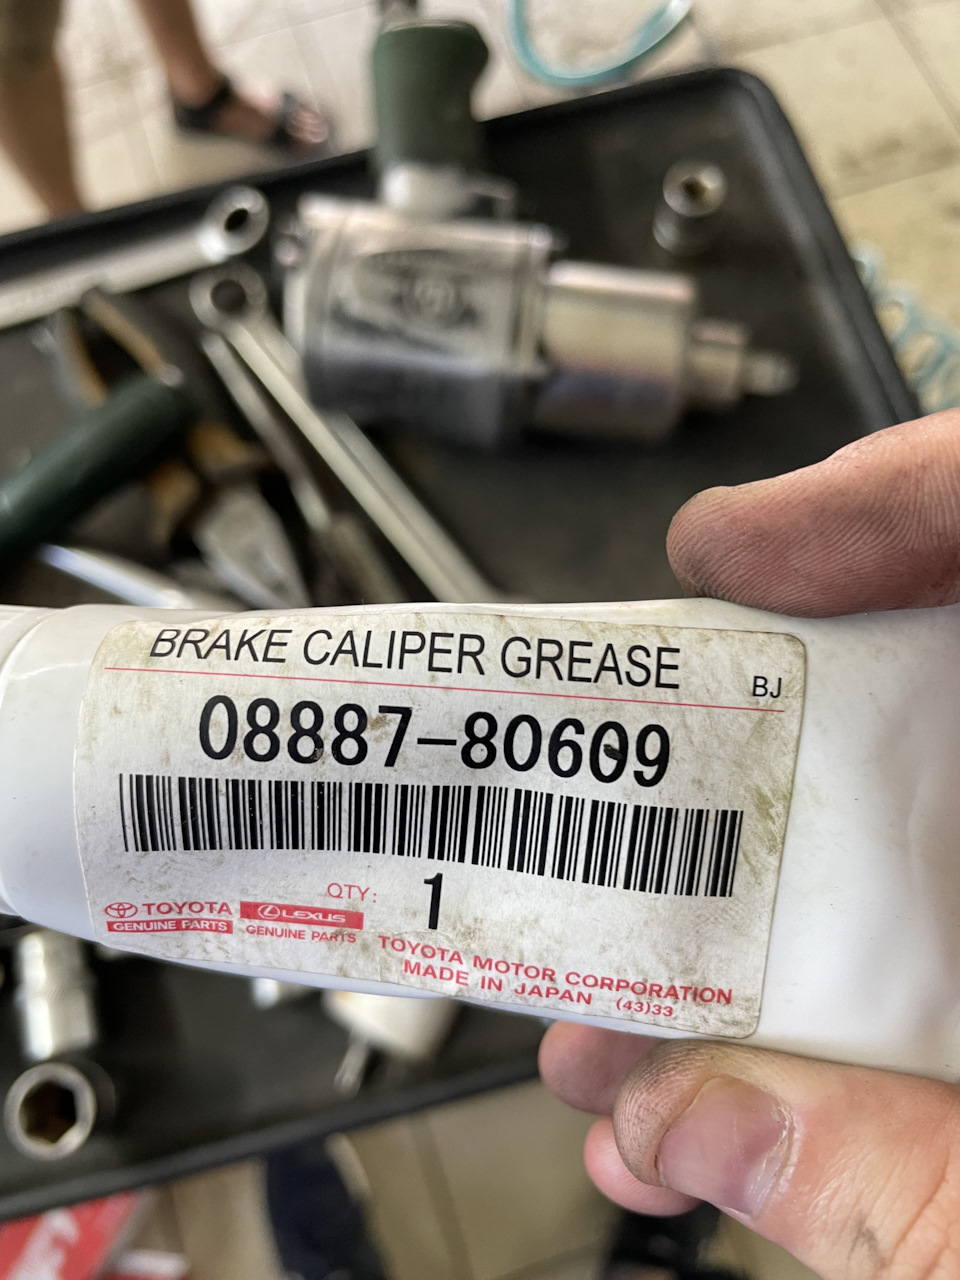 BRAKE CALIPER GREASE
BJ
08887-80609
QTY: 1
TOYOTA
GENUINE PARTS
LEXUS
GENUINE PARTS
TOYOTA MOTOR CORPORATION
MADE IN JAPAN (43)33